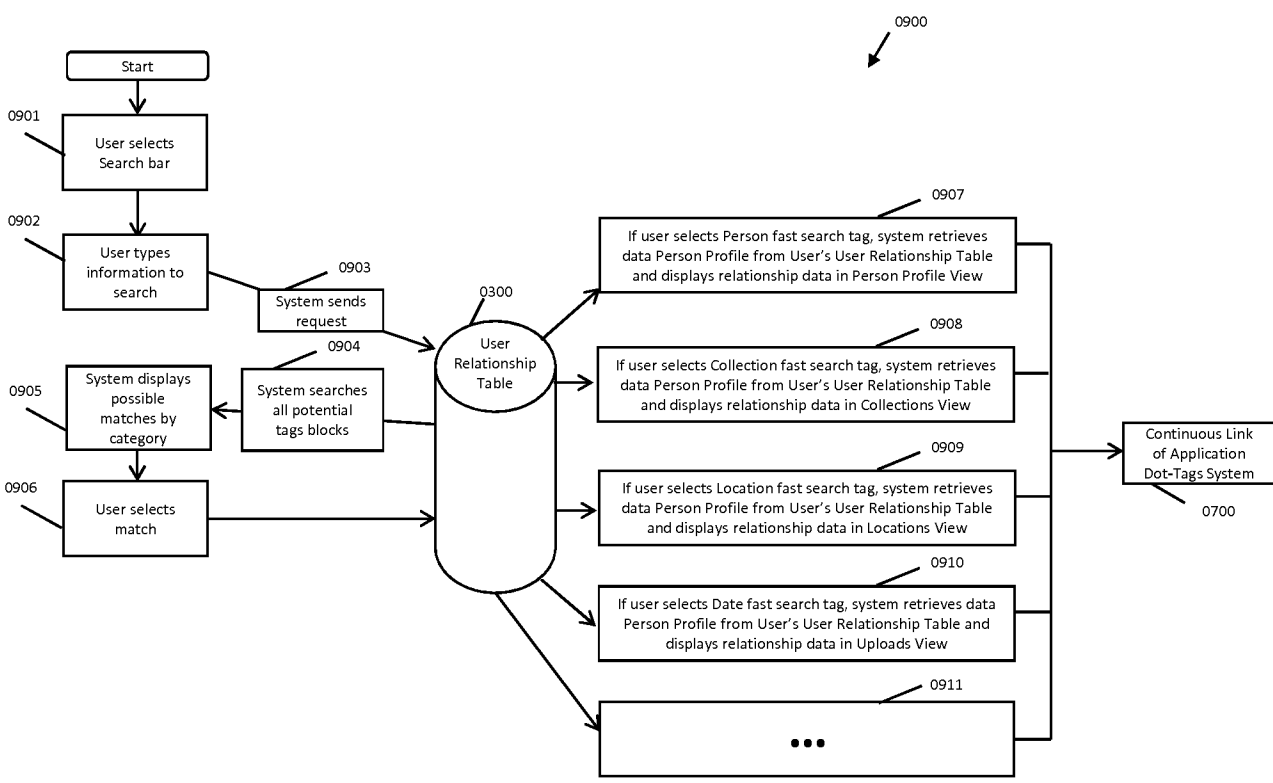 0900
Start
0901
User selects
Search bar
0902
User types
information to
search
0903
System sends
request
0300
User
Relationship
Table
0904
System searches
all potential
tags blocks
0905
System displays
possible
matches by
category
0906
User selects
match
0907
If user selects Person fast search tag, system retrieves
data Person Profile from User's User Relationship Table
and displays relationship data in Person Profile View
0908
If user selects Collection fast search tag, system retrieves
data Person Profile from User's User Relationship Table
and displays relationship data in Collections View
0909
If user selects Location fast search tag, system retrieves
data Person Profile from User's User Relationship Table
and displays relationship data in Locations View
0910
If user selects Date fast search tag, system retrieves data
Person Profile from User's User Relationship Table and
displays relationship data in Uploads View
0911
...
Continuous Link
of Application
Dot-Tags System
0700